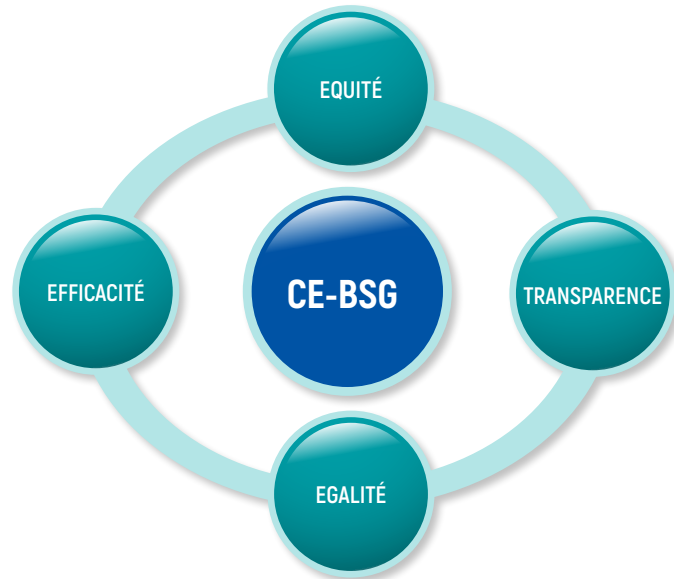 EQUITÉ
EFFICACITÉ
CE-BSG
TRANSPARENCE
EGALITÉ